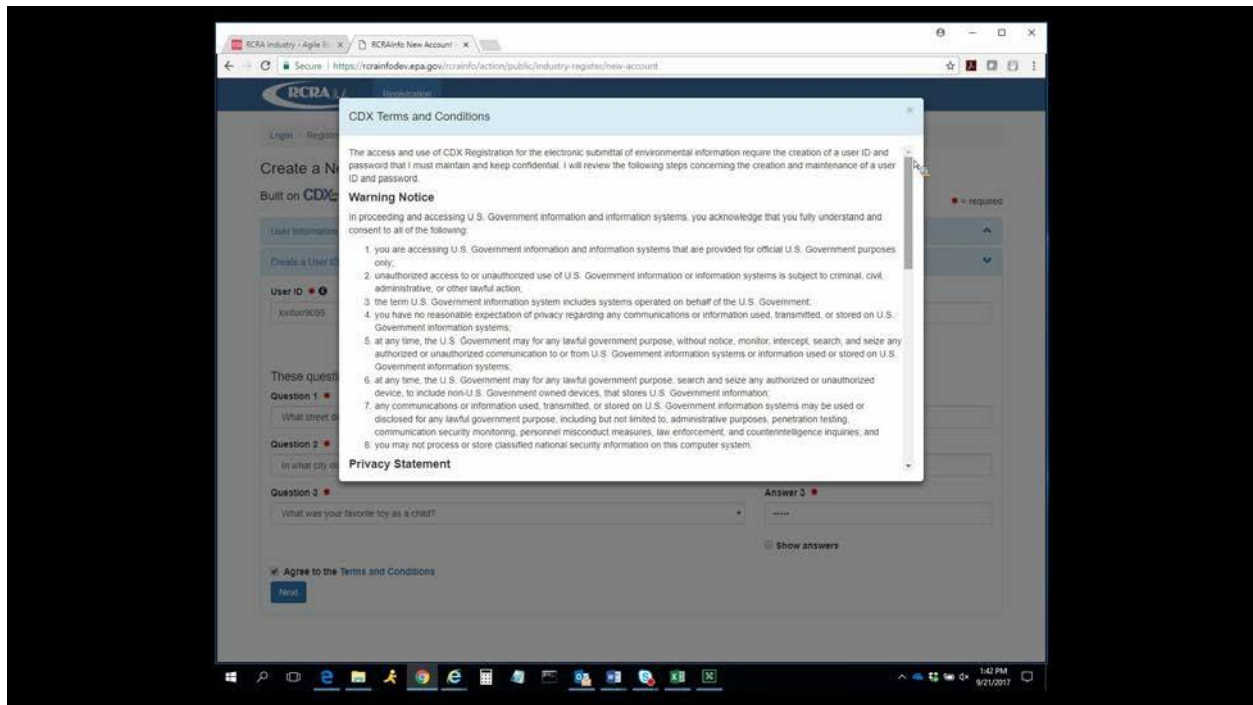 RCRA Industry - Agile B
RCRAInfo New Account
Secure https://rcrainfodev.epa.gov/rcrainfo/action/public/industry-register/new-account
RCRA
Registration
Login
Create a N
Built on CDX
= required
User Information
Create a User ID
User ID
These quest
Question 1
What street
Question 2
In what city
CDX Terms and Conditions
The access and use of CDX Registration for the electronic submittal of environmental information require the creation of a user ID and
password that I must maintain and keep confidential. I will review the following steps concerning the creation and maintenance of a user
ID and password.
Warning Notice
In proceeding and accessing U.S. Government information and information systems, you acknowledge that you fully understand and
consent to all of the following:
1. you are accessing U.S. Government information and information systems that are provided for official U.S. Government purposes
only;
2. unauthorized access to or unauthorized use of U.S. Government information or information systems is subject to criminal, civil,
administrative, or other lawful action;
3. the term U.S. Government information system includes systems operated on behalf of the U.S. Government;
4. you have no reasonable expectation of privacy regarding any communications or information used, transmitted, or stored on U.S.
Government information systems;
5. at any time, the U.S. Government may for any lawful government purpose, without notice, monitor, intercept, search, and seize any
authorized or unauthorized communication to or from U.S. Government information systems or information used or stored on U.S.
Government information systems;
6. at any time, the U.S. Government may for any lawful government purpose, search and seize any authorized or unauthorized
device, to include non-U.S. Government owned devices, that stores U.S. Government information;
7. any communications or information used, transmitted, or stored on U.S. Government information systems may be used or
disclosed for any lawful government purpose, including but not limited to, administrative purposes, penetration testing,
communication security monitoring, personnel misconduct measures, law enforcement, and counterintelligence inquiries; and
8. you may not process or store classified national security information on this computer system.
Privacy Statement
Question 3
Answer 3
What was your favorite toy as a child?
Show answers
Agree to the Terms and Conditions
Next
1:42 PM
9/21/2017